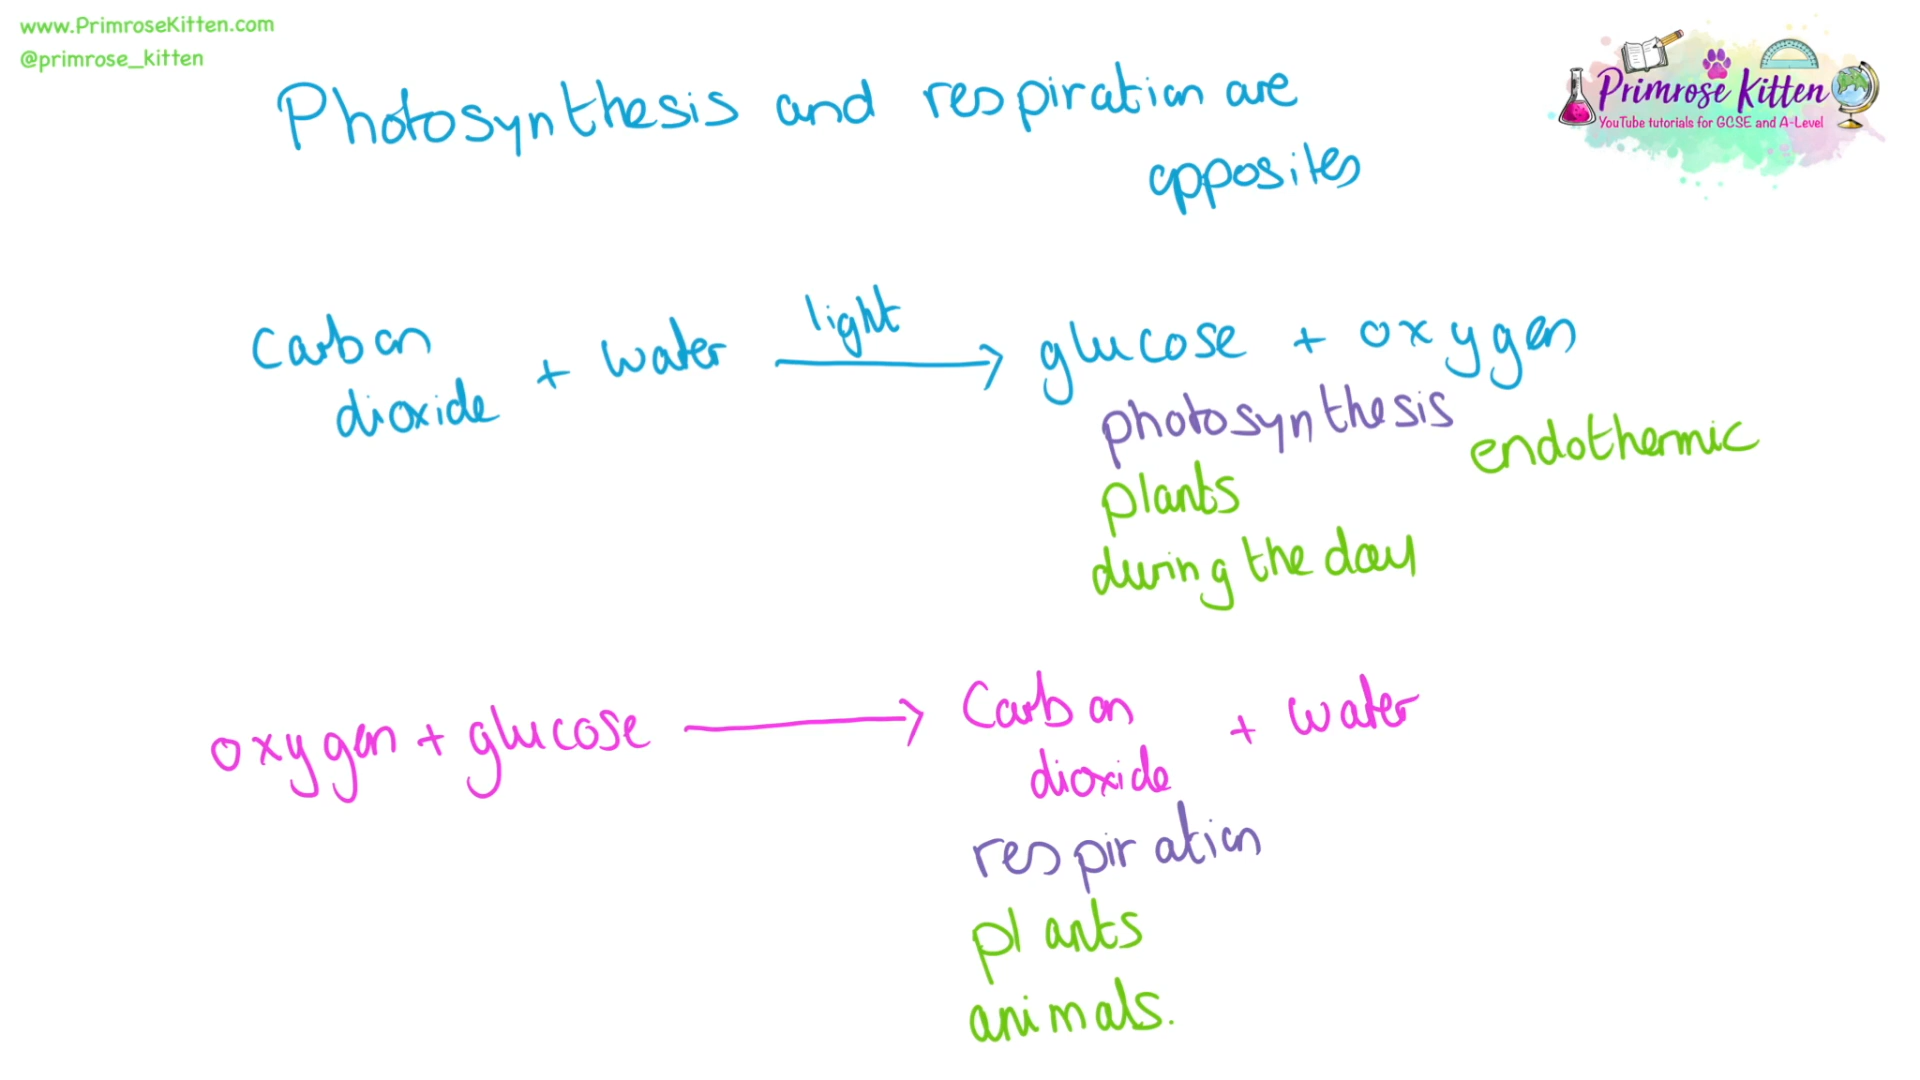 www.PrimroseKitten.com
@primrose_kitten
Primrose Kitten
YouTube tutorials for GCSE and A-Level
Photosynthesis and respiration are
opposites
Carbon dioxide + water light → glucose + oxygen
photosynthesis
endothermic
plants
during the day
oxygen + glucose → Carbon dioxide + water
respiration
plants
animals.